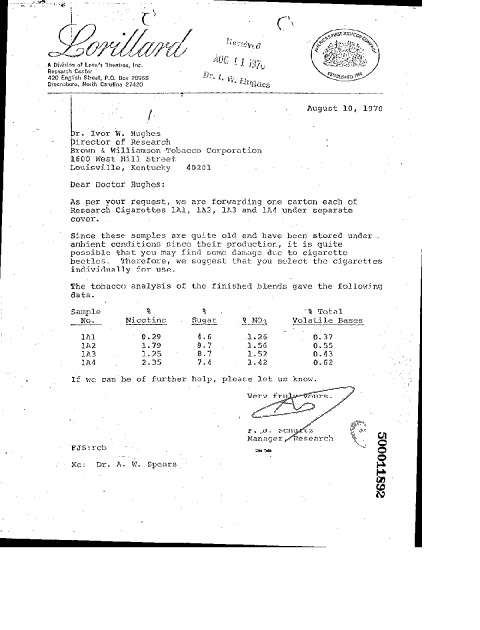 Lorillard
A Division of Loew's Theatres, Inc.
Research Center
420 English Street, P.O. Box
Greensboro, North Carolina 27420
Received
AUG 11 1970
Dr. I. W. Hughes
AMERICA'S FIRST TOBACCO COMPANY
ESTABLISHED 1760
August 10, 1970
Dr. Ivor W. Hughes
Director of Research
Brown & Williamson Tobacco Corporation
1600 West Hill Street
Louisville, Kentucky 40201
Dear Doctor Hughes:
As per your request, we are forwarding one carton each of
Research Cigarettes 1A1, 1A2, 1A3 and 1A4 under separate
cover.
Since these samples are quite old and have been stored under
ambient conditions since their production, it is quite
possible that you may find some damage due to cigarette
beetles. Therefore, we suggest that you select the cigarettes
individually for use.
The tobacco analysis of the finished blends gave the following
data.
Sample % % % Total
No. Nicotine Sugar % NO3 Volatile Bases
1A1 0.29 4.6 1.26 0.37
1A2 1.79 9.7 1.56 0.55
1A3 1.25 8.7 1.52 0.43
1A4 2.35 7.4 1.42 0.62
If we can be of further help, please let us know.
Very truly yours,
F. J. Schultz
Manager, Research
FJS:rcb
Xc: Dr. A. W. Spears
500011892